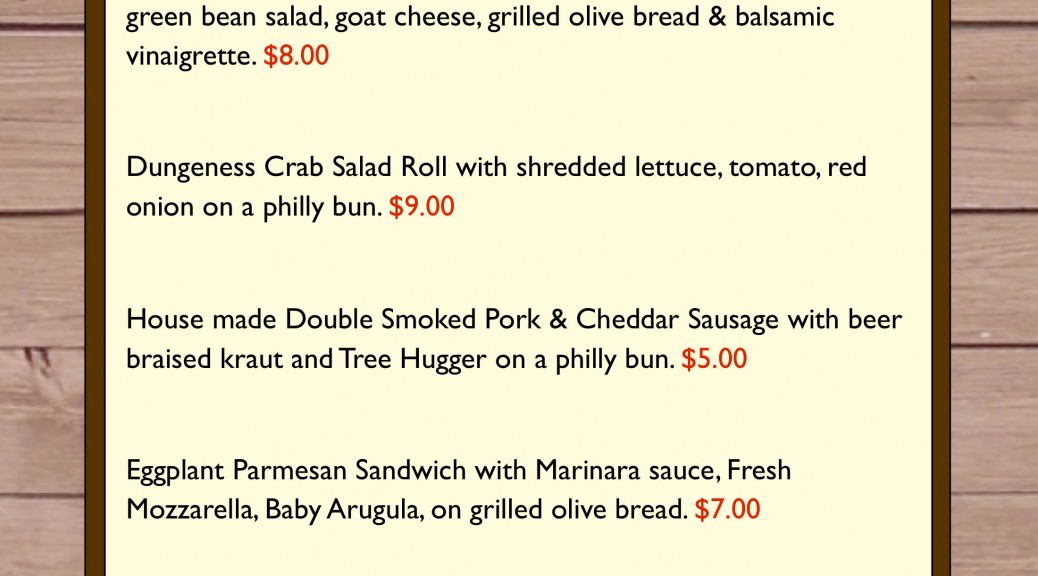 green bean salad, goat cheese, grilled olive bread & balsamic
vinaigrette. $8.00
Dungeness Crab Salad Roll with shredded lettuce, tomato, red
onion on a philly bun. $9.00
House made Double Smoked Pork & Cheddar Sausage with beer
braised kraut and Tree Hugger on a philly bun. $5.00
Eggplant Parmesan Sandwich with Marinara sauce, Fresh
Mozzarella, Baby Arugula, on grilled olive bread. $7.00